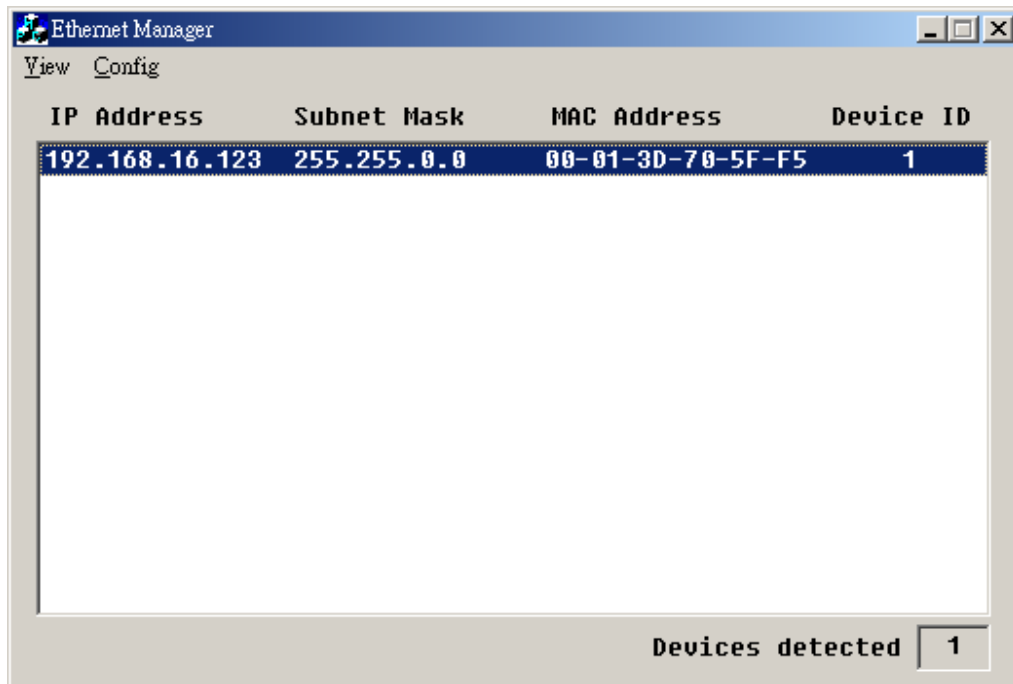 Ethernet Manager
View Config
IP Address Subnet Mask MAC Address Device ID
192.168.16.123 255.255.0.0 00-01-3D-70-5F-F5 1
Devices detected 1